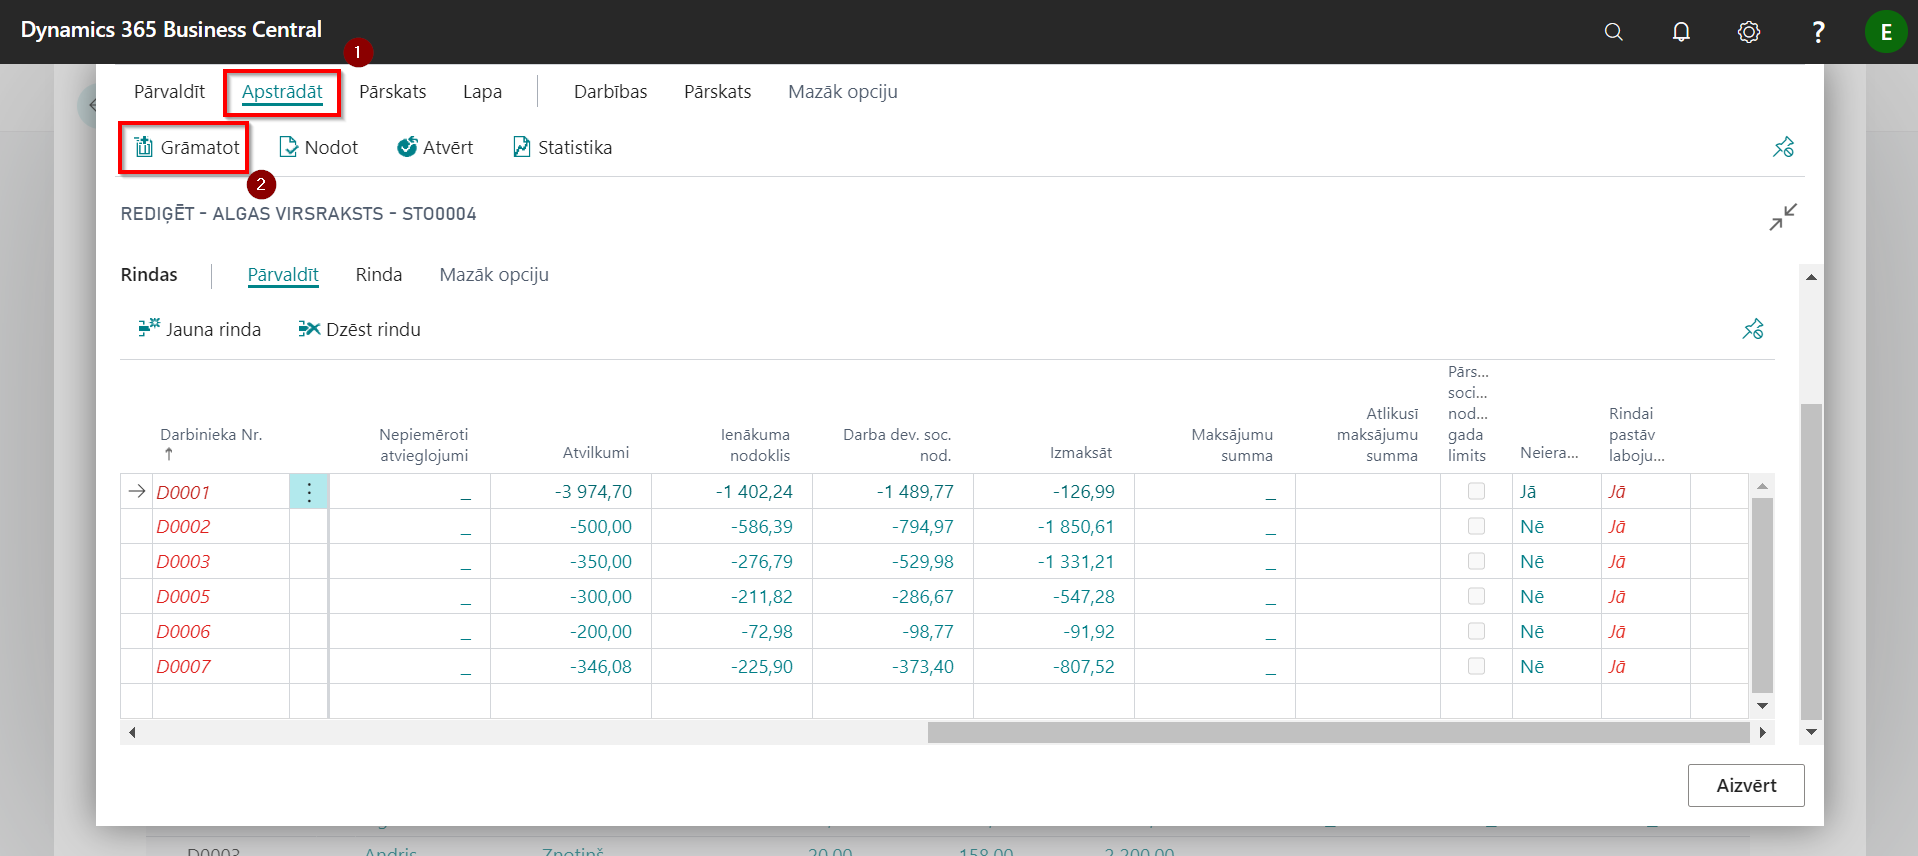 Dynamics 365 Business Central
?
E
1
Pārvaldīt Apstrādāt Pārskats Lapa Darbības Pārskats Mazāk opciju
Grāmatot Nodot Atvērt Statistika
2
REDIĢĒT - ALGAS VIRSRAKSTS - STO0004
Rindas Pārvaldīt Rinda Mazāk opciju
Jauna rinda Dzēst rindu
Darbinieka Nr. ↑ Nepiemēroti atvieglojumi Atvilkumi Ienākuma nodoklis Darba dev. soc. nod. Izmaksāt Maksājumu summa Atlikusī maksājumu summa Pārs... soci... nod... gada limits Neiera... Rindai pastāv laboju...
D0001 _ -3 974,70 -1 402,24 -1 489,77 -126,99 _ Jā Jā
D0002 _ -500,00 -586,39 -794,97 -1 850,61 _ Nē Jā
D0003 _ -350,00 -276,79 -529,98 -1 331,21 _ Nē Jā
D0005 _ -300,00 -211,82 -286,67 -547,28 _ Nē Jā
D0006 _ -200,00 -72,98 -98,77 -91,92 _ Nē Jā
D0007 _ -346,08 -225,90 -373,40 -807,52 _ Nē Jā
Aizvērt
D0003 Andris Znotiņš 20,00 158,00 2 200,00